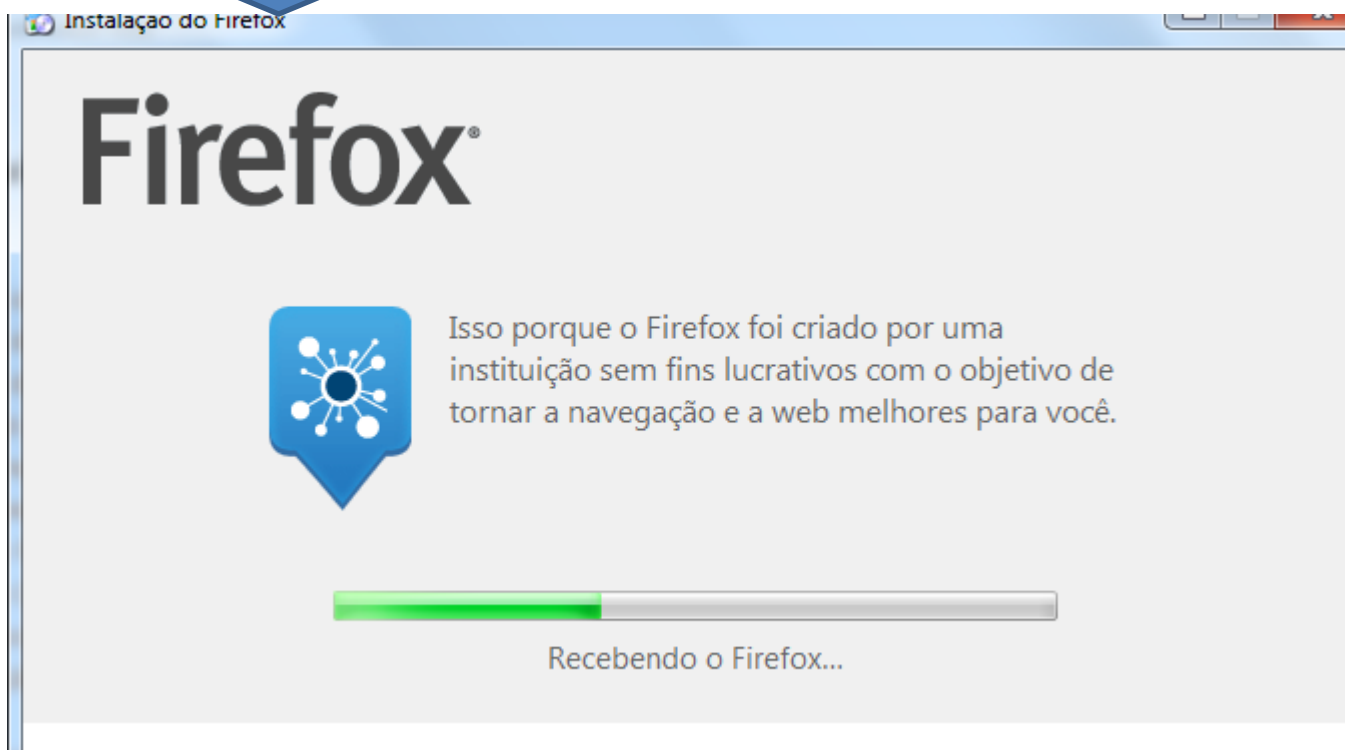 Instalação do Firefox
Firefox®
Isso porque o Firefox foi criado por uma
instituição sem fins lucrativos com o objetivo de
tornar a navegação e a web melhores para você.
Recebendo o Firefox...